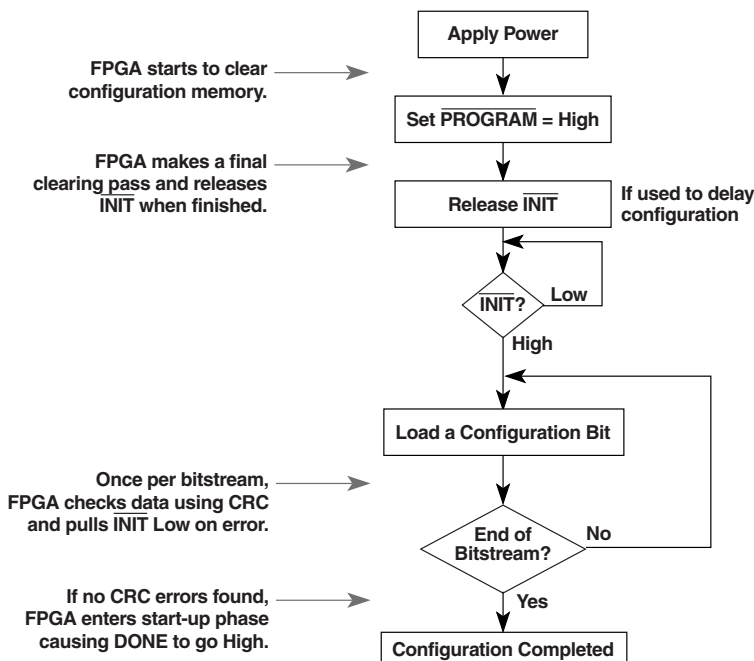 Apply Power
FPGA starts to clear
configuration memory.
Set PROGRAM = High
FPGA makes a final
clearing pass and releases
INIT when finished.
Release INIT
If used to delay
configuration
INIT?
Low
High
Load a Configuration Bit
Once per bitstream,
FPGA checks data using CRC
and pulls INIT Low on error.
End of
Bitstream?
No
Yes
If no CRC errors found,
FPGA enters start-up phase
causing DONE to go High.
Configuration Completed